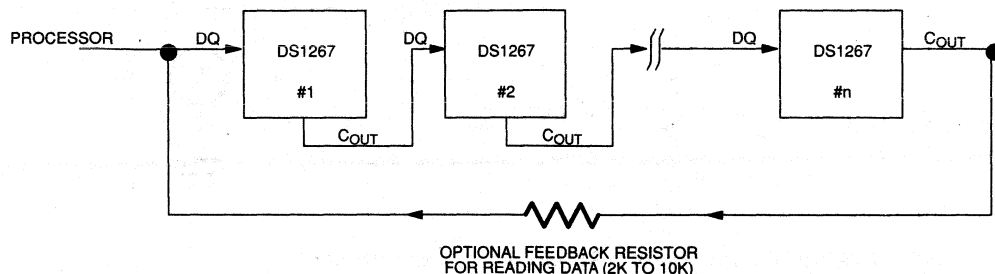 PROCESSOR
DQ
DS1267
#1
COUT
DQ
DS1267
#2
COUT
DQ
DS1267
#n
COUT
OPTIONAL FEEDBACK RESISTOR
FOR READING DATA (2K TO 10K)